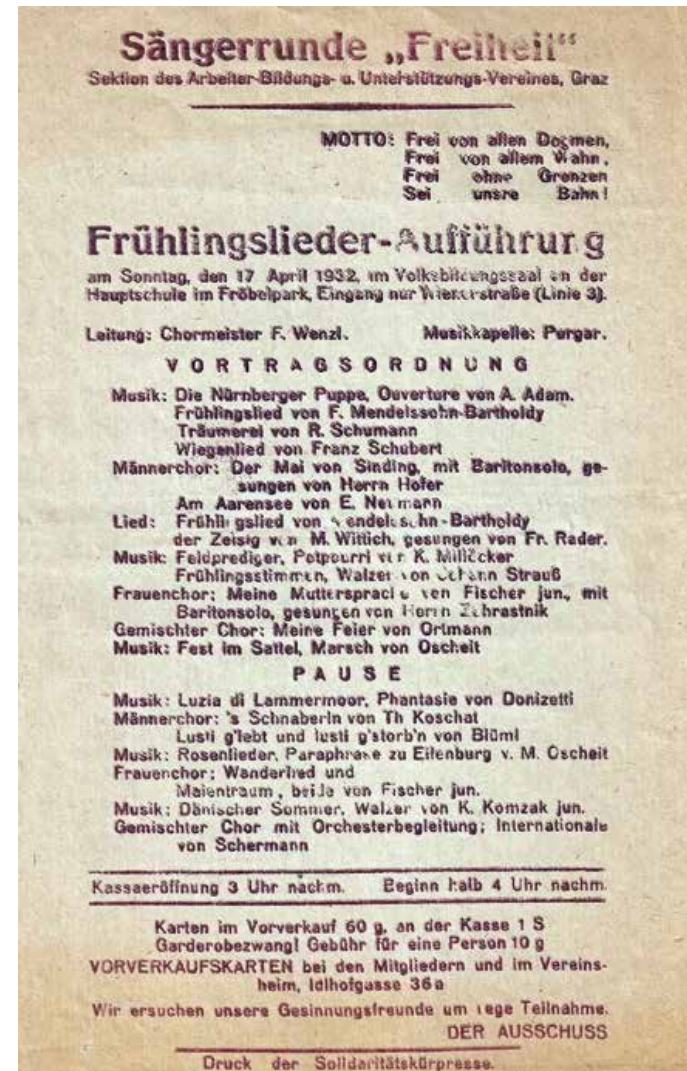 Sängerrunde „Freiheit“
Sektion des Arbeiter-Bildungs- u. Unterstützungs-Vereines, Graz
MOTTO: Frei von allen Dogmen,
Frei von allem Wahn,
Frei ohne Grenzen
Sei unsre Bahn!
Frühlingslieder-Aufführung
am Sonntag, den 17 April 1932, im Volksbildungssaal an der
Hauptschule im Fröbelpark, Eingang nur Wienerstraße (Linie 3).
Leitung: Chormeister F. Wenzl. Musikkapelle: Purgar.
VORTRAGSORDNUNG
Musik: Die Nürnberger Puppe, Ouverture von A. Adam.
Frühlingslied von F. Mendelssohn-Bartholdy
Träumerei von R. Schumann
Wiegenlied von Franz Schubert
Männerchor: Der Mai von Sinding, mit Baritonsolo, ge-
sungen von Herrn Hofer
Am Aarensee von E. Neumann
Lied: Frühlingslied von Mendelssohn-Bartholdy
der Zeisig von M. Wittich, gesungen von Fr. Rader.
Musik: Feldprediger, Potpourri von K. Millöcker
Frühlingsstimmen, Walzer von Johann Strauß
Frauenchor: Meine Muttersprache von Fischer jun., mit
Baritonsolo, gesungen von Herrn Zohrastnik
Gemischter Chor: Meine Feier von Ortmann
Musik: Fest im Sattel, Marsch von Oscheit
PAUSE
Musik: Luzia di Lammermoor, Phantasie von Donizetti
Männerchor: 's Schnaberln von Th Koschat
Lusti g'lebt und lusti g'storb'n von Blüml
Musik: Rosenlieder, Paraphrase zu Eilenburg v. M. Oscheit
Frauenchor: Wanderlied und
Maientraum, beide von Fischer jun.
Musik: Dänischer Sommer, Walzer von K. Komzak jun.
Gemischter Chor mit Orchesterbegleitung; Internationale
von Schermann
Kassaeröffnung 3 Uhr nachm. Beginn halb 4 Uhr nachm.
Karten im Vorverkauf 60 g, an der Kasse 1 S
Garderobezwang! Gebühr für eine Person 10 g
VORVERKAUFSKARTEN bei den Mitgliedern und im Vereins-
heim, Idlhofgasse 36a
Wir ersuchen unsere Gesinnungsfreunde um rege Teilnahme.
DER AUSSCHUSS
Druck der Solidaritätskürpresse.